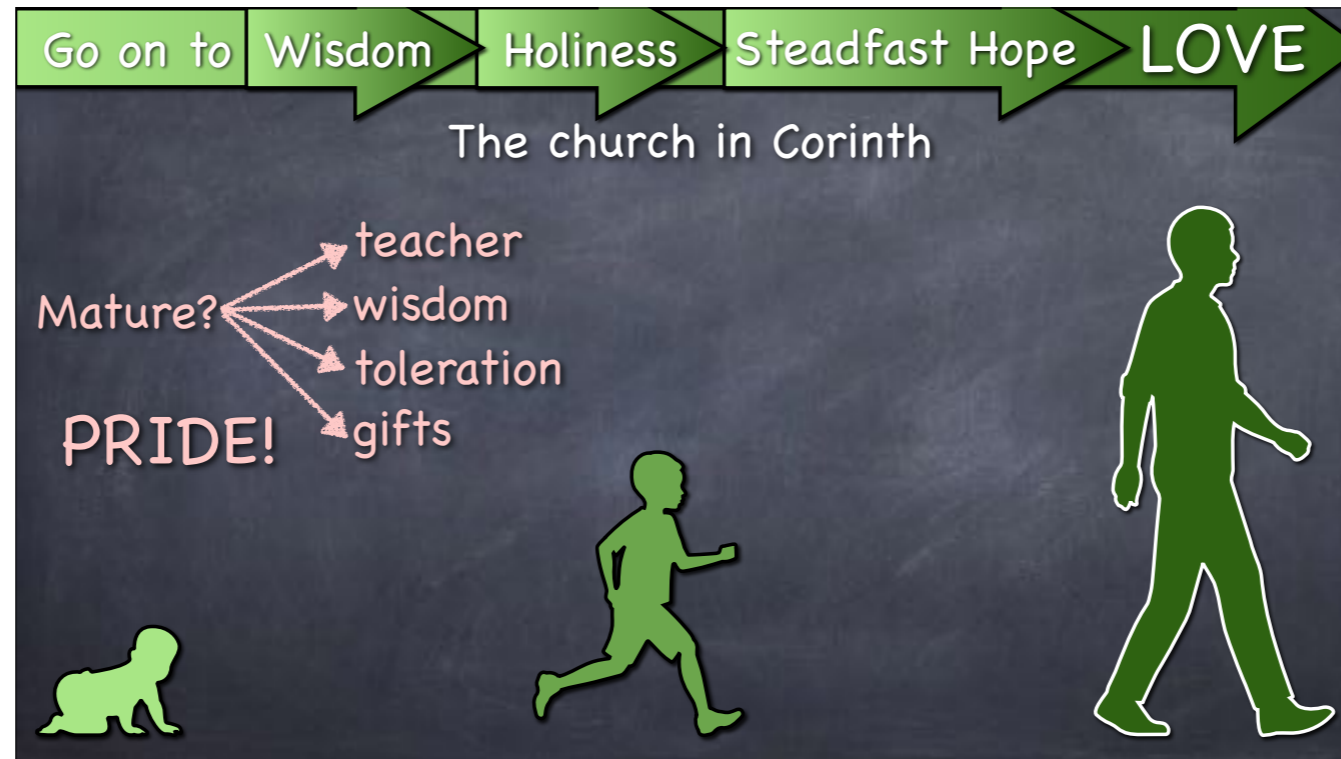 Go on to Wisdom Holiness Steadfast Hope LOVE
The church in Corinth
teacher
Mature? wisdom
toleration
PRIDE! gifts